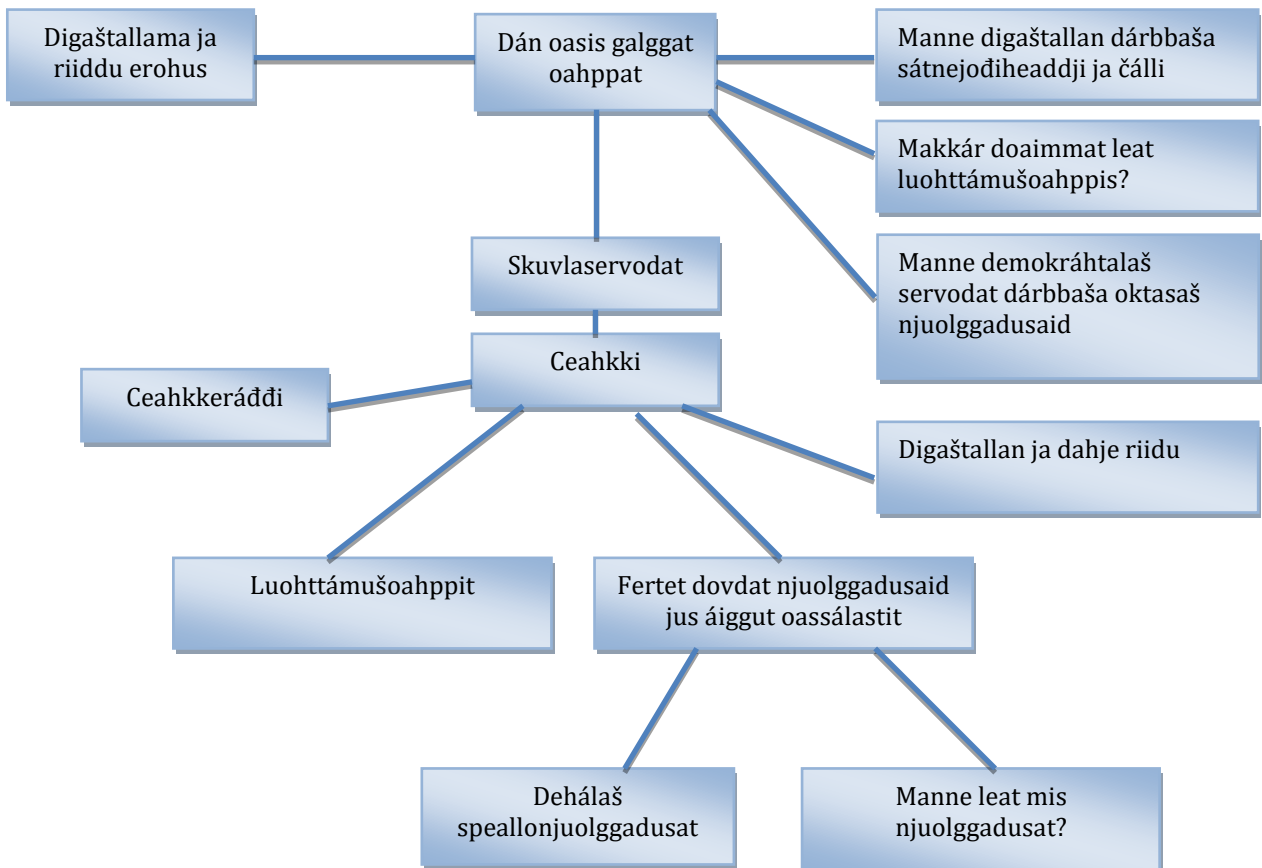 Digaštallama ja
riiddu erohus
Dán oasis galggat
oahppat
Manne digaštallan dárbbaša
sátnejođiheaddji ja čálli
Makkár doaimmat leat
luohttámušoahppis?
Manne demokráhtalaš
servodat dárbbaša oktasaš
njuolggadusaid
Skuvlaservodat
Ceahkki
Ceahkkeráđđi
Digaštallan ja dahje riidu
Luohttámušoahppit
Fertet dovdat njuolggadusaid
jus áiggut oassálastit
Dehálaš
speallonjuolggadusat
Manne leat mis
njuolggadusat?